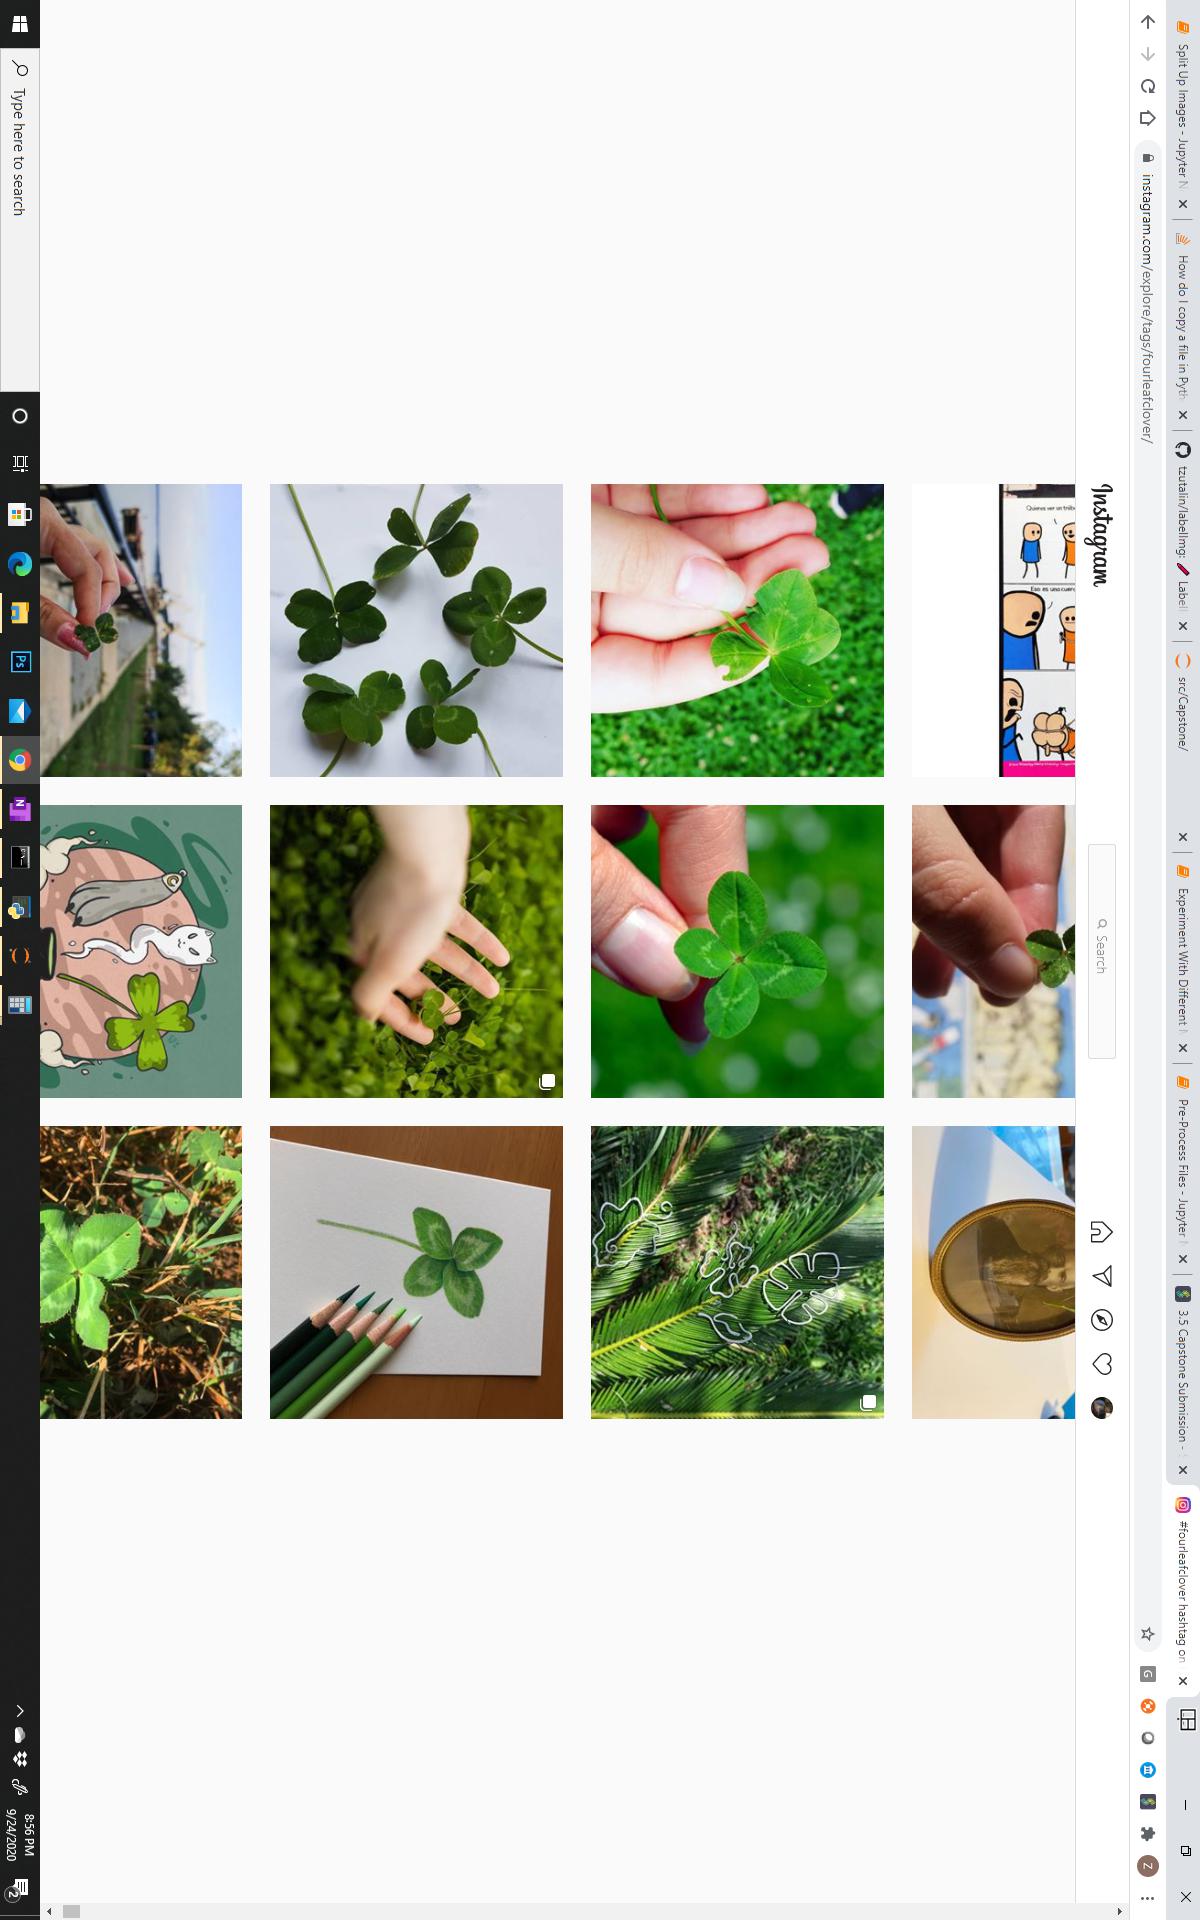 Split Up Images - Jupyter N
How do I copy a file in Pyth
tzutalin/labelImg: Label
src/Capstone/
Experiment With Different
Pre-Process Files - Jupyter
3.5 Capstone Submission -
#fourleafclover hashtag on
instagram.com/explore/tags/fourleafclover/
G
Z
Instagram
Search
Quieres ver un
Eso es una
Type here to search
Ps
N
8:56 PM
9/24/2020
2